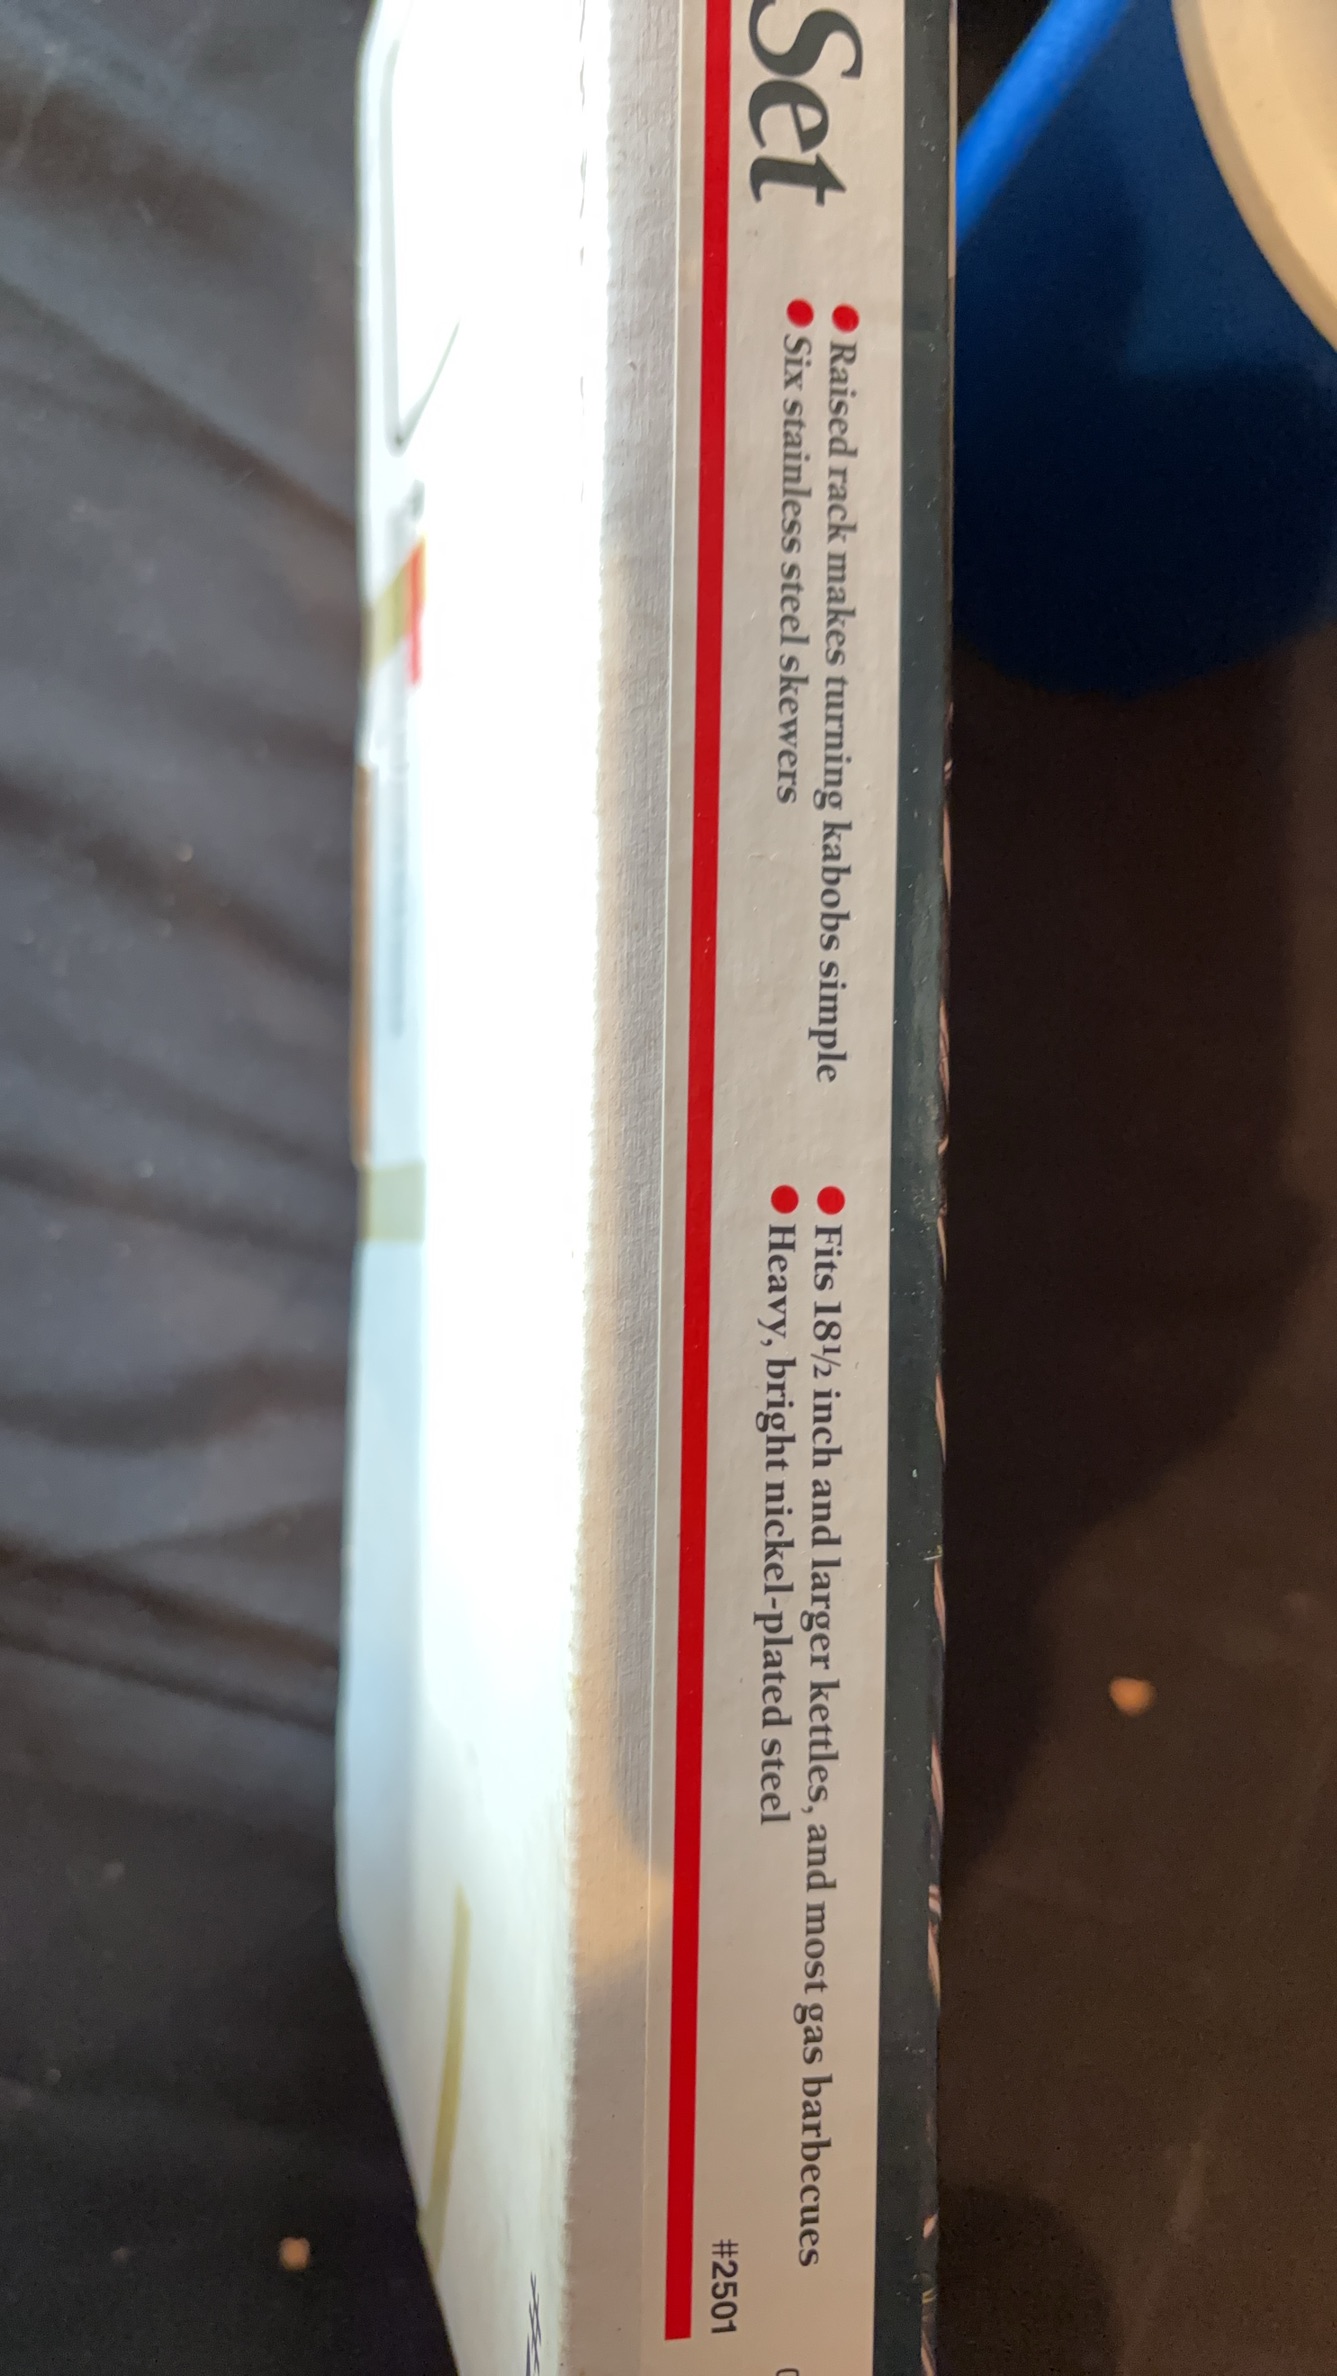 Set
● Raised rack makes turning kabobs simple
● Six stainless steel skewers
● Fits 18½ inch and larger kettles, and most gas barbecues
● Heavy, bright nickel-plated steel
#2501